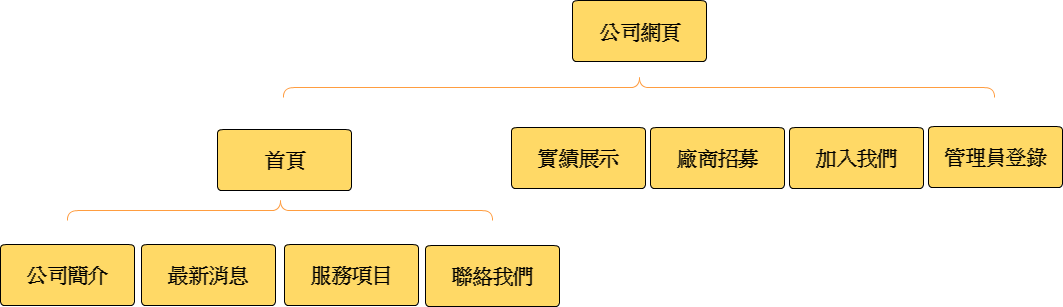 公司網頁
首頁
實績展示
廠商招募
加入我們
管理員登錄
公司簡介
最新消息
服務項目
聯絡我們